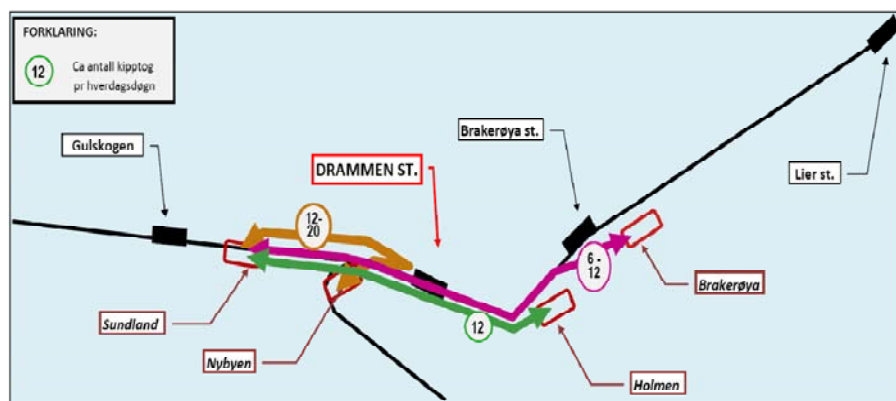 FORKLARING:
12
Ca antall kipptog
pr hverdagsdøgn
Gulskogen
DRAMMEN ST.
Brakerøya st.
Lier st.
12-
20
6 -
12
12
Sundland
Nybyen
Brakerøya
Holmen